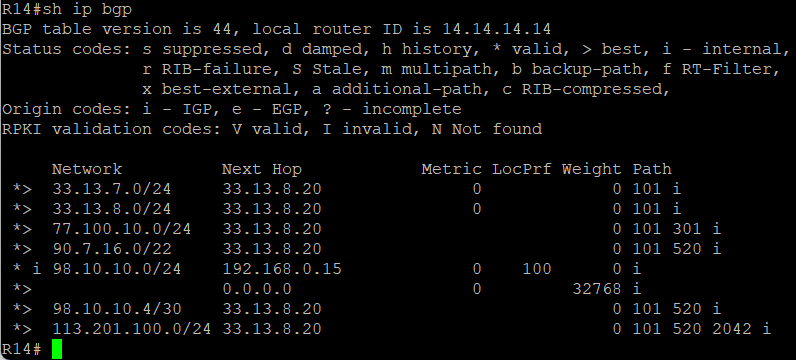 R14#sh ip bgp
BGP table version is 44, local router ID is 14.14.14.14
Status codes: s suppressed, d damped, h history, * valid, > best, i - internal,
              r RIB-failure, S Stale, m multipath, b backup-path, f RT-Filter,
              x best-external, a additional-path, c RIB-compressed,
Origin codes: i - IGP, e - EGP, ? - incomplete
RPKI validation codes: V valid, I invalid, N Not found

     Network          Next Hop            Metric LocPrf Weight Path
 *>  33.13.7.0/24     33.13.8.20               0             0 101 i
 *>  33.13.8.0/24     33.13.8.20               0             0 101 i
 *>  77.100.10.0/24   33.13.8.20                             0 101 301 i
 *>  90.7.16.0/22     33.13.8.20                             0 101 520 i
 * i 98.10.10.0/24    192.168.0.15             0    100      0 i
 *>                   0.0.0.0                  0         32768 i
 *>  98.10.10.4/30    33.13.8.20                             0 101 520 i
 *>  113.201.100.0/24 33.13.8.20                             0 101 520 2042 i
R14#